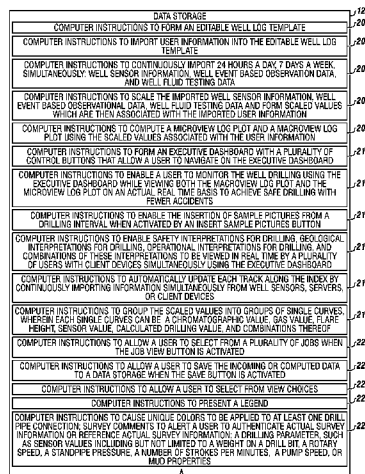 DATA STORAGE
12
COMPUTER INSTRUCTIONS TO FORM AN EDITABLE WELL LOG
TEMPLATE
20
COMPUTER INSTRUCTIONS TO IMPORT USER INFORMATION INTO THE EDITABLE WELL LOG
TEMPLATE
20
COMPUTER INSTRUCTIONS TO CONTINUOUSLY IMPORT 24 HOURS A DAY, 7 DAYS A WEEK,
SIMULTANEOUSLY: WELL SENSOR INFORMATION, WELL EVENT BASED OBSERVATION DATA,
AND WELL FLUID TESTING DATA
20
COMPUTER INSTRUCTIONS TO SCALE THE IMPORTED WELL SENSOR INFORMATION, WELL
EVENT BASED OBSERVATIONAL DATA, WELL FLUID TESTING DATA AND FORM SCALED VALUES
WHICH ARE THEN ASSOCIATED WITH THE IMPORTED USER INFORMATION
20
COMPUTER INSTRUCTIONS TO COMPUTE A MICROVIEW LOG PLOT AND A MACROVIEW LOG
PLOT USING THE SCALED VALUES ASSOCIATED WITH THE USER INFORMATION
20
COMPUTER INSTRUCTIONS TO FORM AN EXECUTIVE DASHBOARD WITH A PLURALITY OF
CONTROL BUTTONS THAT ALLOW A USER TO NAVIGATE ON THE EXECUTIVE DASHBOARD
21
COMPUTER INSTRUCTIONS TO ENABLE A USER TO MONITOR THE WELL DRILLING USING THE
EXECUTIVE DASHBOARD WHILE VIEWING BOTH THE MACROVIEW LOG PLOT AND THE
MICROVIEW LOG PLOT ON AN ACTUAL REAL TIME BASIS TO ACHIEVE SAFE DRILLING WITH
FEWER ACCIDENTS
21
COMPUTER INSTRUCTIONS TO ENABLE THE INSERTION OF SAMPLE PICTURES FROM A
DRILLING INTERVAL WHEN ACTIVATED BY AN INSERT SAMPLE PICTURES BUTTON
21
COMPUTER INSTRUCTIONS TO ENABLE SAFETY INTERPRETATIONS FOR DRILLING, GEOLOGICAL
INTERPRETATIONS FOR DRILLING, OPERATIONAL INTERPRETATIONS FOR DRILLING, AND
COMBINATIONS OF THESE INTERPRETATIONS TO BE VIEWED IN REAL TIME BY A PLURALITY
OF USERS WITH CLIENT DEVICES SIMULTANEOUSLY USING THE EXECUTIVE DASHBOARD
21
COMPUTER INSTRUCTIONS TO AUTOMATICALLY UPDATE EACH TRACK ALONG THE INDEX BY
CONTINUOUSLY IMPORTING INFORMATION SIMULTANEOUSLY FROM WELL SENSORS, SERVERS,
OR CLIENT DEVICES
21
COMPUTER INSTRUCTIONS TO GROUP THE SCALED VALUES INTO GROUPS OF SINGLE CURVES,
WHEREIN EACH SINGLE CURVES CAN BE A CHROMATOGRAPHIC VALUE, GAS VALUE, FLARE
HEIGHT, SENSOR VALUE, CALCULATED DRILLING VALUE, AND COMBINATIONS THEREOF
21
COMPUTER INSTRUCTIONS TO ALLOW A USER TO SELECT FROM A PLURALITY OF JOBS WHEN
THE JOB VIEW BUTTON IS ACTIVATED
22
COMPUTER INSTRUCTIONS TO ALLOW A USER TO SAVE THE INCOMING OR COMPUTED DATA
TO A DATA STORAGE WHEN THE SAVE BUTTON IS ACTIVATED
22
COMPUTER INSTRUCTIONS TO ALLOW A USER TO SELECT FROM VIEW CHOICES
22
COMPUTER INSTRUCTIONS TO PRESENT A LEGEND
22
COMPUTER INSTRUCTIONS TO CAUSE UNIQUE COLORS TO BE APPLIED TO AT LEAST ONE DRILL
PIPE CONNECTION; SURVEY COMMENTS TO ALERT A USER TO AUTHENTICATE ACTUAL SURVEY
INFORMATION OR REFERENCE ACTUAL SURVEY INFORMATION; A DRILLING PARAMETER, SUCH
AS SENSOR VALUES INCLUDING BUT NOT LIMITED TO A WEIGHT ON A DRILL BIT, A ROTARY
SPEED, A STANDPIPE PRESSURE, A NUMBER OF STROKES PER MINUTES, A PUMP SPEED, OR
MUD PROPERTIES
22